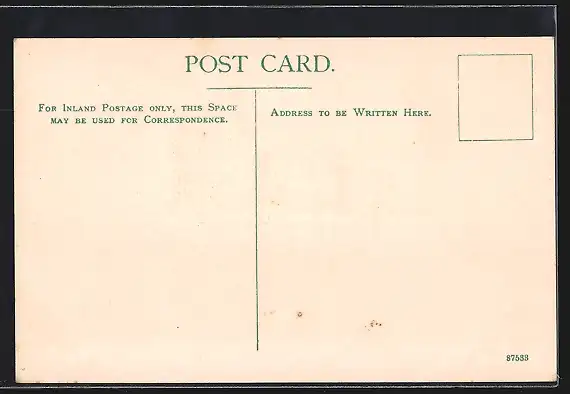 POST CARD.
FOR INLAND POSTAGE ONLY, THIS SPACE
MAY BE USED FOR CORRESPONDENCE.
ADDRESS TO BE WRITTEN HERE.
87533